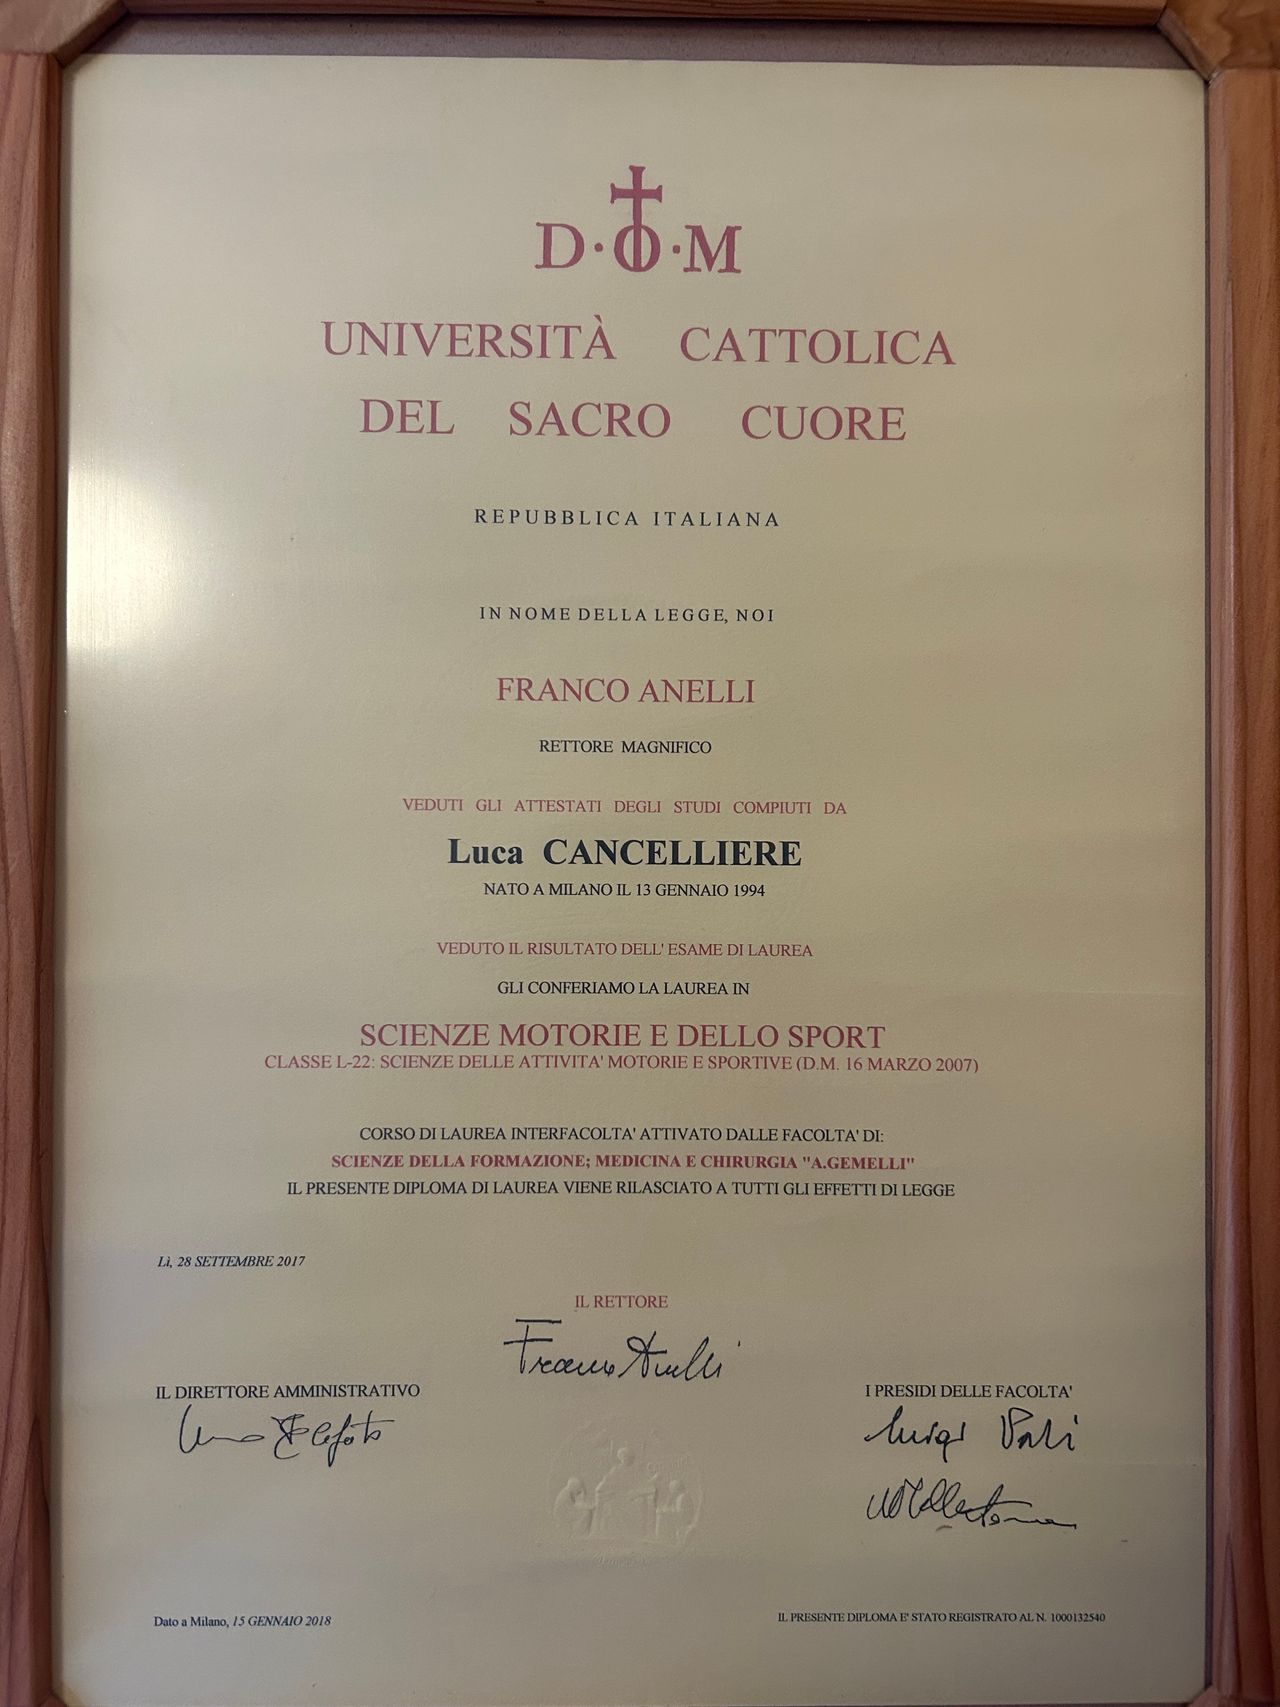 D·O·M
UNIVERSITÀ CATTOLICA
DEL SACRO CUORE
REPUBBLICA ITALIANA
IN NOME DELLA LEGGE, NOI
FRANCO ANELLI
RETTORE MAGNIFICO
VEDUTI GLI ATTESTATI DEGLI STUDI COMPIUTI DA
Luca CANCELLIERE
NATO A MILANO IL 13 GENNAIO 1994
VEDUTO IL RISULTATO DELL' ESAME DI LAUREA
GLI CONFERIAMO LA LAUREA IN
SCIENZE MOTORIE E DELLO SPORT
CLASSE L-22: SCIENZE DELLE ATTIVITA' MOTORIE E SPORTIVE (D.M. 16 MARZO 2007)
CORSO DI LAUREA INTERFACOLTA' ATTIVATO DALLE FACOLTA' DI:
SCIENZE DELLA FORMAZIONE; MEDICINA E CHIRURGIA "A.GEMELLI"
IL PRESENTE DIPLOMA DI LAUREA VIENE RILASCIATO A TUTTI GLI EFFETTI DI LEGGE
Lì, 28 SETTEMBRE 2017
IL RETTORE
Franco Anelli
IL DIRETTORE AMMINISTRATIVO
I PRESIDI DELLE FACOLTA'
Luigi
Dato a Milano, 15 GENNAIO 2018
IL PRESENTE DIPLOMA E' STATO REGISTRATO AL N. 1000132540